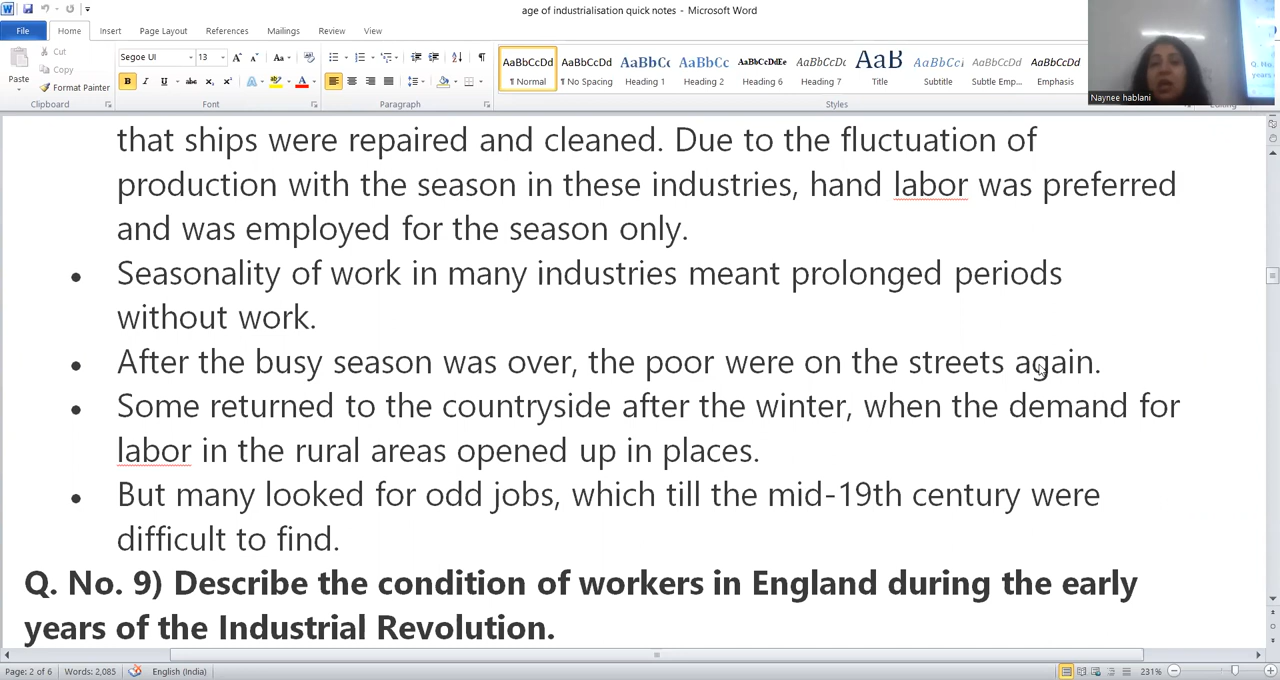 age of industrialisation quick notes - Microsoft Word
File Home Insert Page Layout References Mailings Review View
Cut
Copy
Format Painter
Paste
Clipboard
Segoe UI 13
Font
Paragraph
AaBbCcDd AaBbCcDd AaBbCc AaBbCc AaBbCcDdEe AaBbCcDc AaB AaBbCcl AaBbCcDd AaBbCcDd
¶ Normal ¶ No Spacing Heading 1 Heading 2 Heading 6 Heading 7 Title Subtitle Subtle Emp... Emphasis
Styles
Naynee hablani
that ships were repaired and cleaned. Due to the fluctuation of
production with the season in these industries, hand labor was preferred
and was employed for the season only.
• Seasonality of work in many industries meant prolonged periods
without work.
• After the busy season was over, the poor were on the streets again.
• Some returned to the countryside after the winter, when the demand for
labor in the rural areas opened up in places.
• But many looked for odd jobs, which till the mid-19th century were
difficult to find.
Q. No. 9) Describe the condition of workers in England during the early
years of the Industrial Revolution.
Page: 2 of 6 Words: 2,085 English (India) 231%